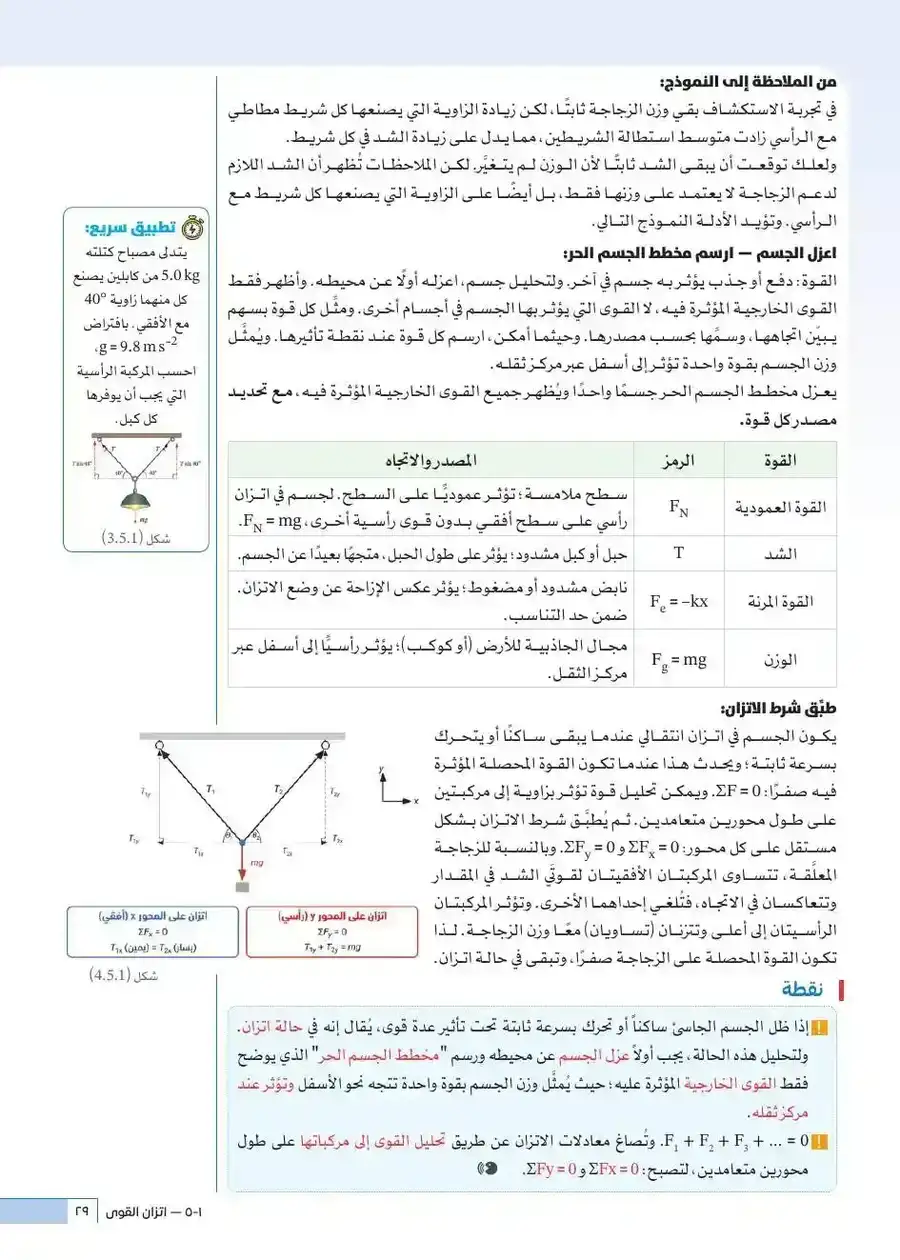 من الملاحظة إلى النموذج:
في تجربة الاستكشاف بقي وزن الزجاجة ثابتًا، لكن زيادة الزاوية التي يصنعها كل شريط مطاطي
مع الرأسي زادت متوسط استطالة الشريطين، مما يدل على زيادة الشد في كل شريط.
ولعلك توقعت أن يبقى الشد ثابتًا لأن الوزن لم يتغيَّر. لكن الملاحظات تُظهر أن الشد اللازم
لدعم الزجاجة لا يعتمد على وزنها فقط، بل أيضًا على الزاوية التي يصنعها كل شريط مع
الرأسي. وتؤيد الأدلة النموذج التالي.
اعزل الجسم — ارسم مخطط الجسم الحر:
القوة: دفع أو جذب يؤثر به جسم في آخر. ولتحليل جسم، اعزله أولًا عن محيطه. وأظهر فقط
القوى الخارجية المؤثرة فيه، لا القوى التي يؤثر بها الجسم في أجسام أخرى. ومثِّل كل قوة بسهم
يبيّن اتجاهها، وسمِّها بحسب مصدرها. وحيثما أمكن، ارسم كل قوة عند نقطة تأثيرها. ويُمثَّل
وزن الجسم بقوة واحدة تؤثر إلى أسفل عبر مركز ثقله.
يعزل مخطط الجسم الحر جسمًا واحدًا ويُظهر جميع القوى الخارجية المؤثرة فيه، مع تحديد
مصدر كل قوة.
القوة الرمز المصدر والاتجاه
القوة العمودية F_N سطح ملامسة؛ تؤثر عموديًّا على السطح. لجسم في اتزان
رأسي على سطح أفقي بدون قوى رأسية أخرى، F_N = mg.
الشد T حبل أو كبل مشدود؛ يؤثر على طول الحبل، متجهًا بعيدًا عن الجسم.
القوة المرنة F_e = −kx نابض مشدود أو مضغوط؛ يؤثر عكس الإزاحة عن وضع الاتزان.
ضمن حد التناسب.
الوزن F_g = mg مجال الجاذبية للأرض (أو كوكب)؛ يؤثر رأسيًّا إلى أسفل عبر
مركز الثقل.
تطبيق سريع:
يتدلى مصباح كتلته
5.0 kg من كابلين يصنع
كل منهما زاوية 40°
مع الأفقي. بافتراض
g = 9.8 m s⁻²،
احسب المركبة الرأسية
التي يجب أن يوفرها
كل كبل.
T sin 40° T T T sin 40°
40° 40°
mg
شكل (3.5.1)
طبِّق شرط الاتزان:
يكون الجسم في اتزان انتقالي عندما يبقى ساكنًا أو يتحرك
بسرعة ثابتة؛ ويحدث هذا عندما تكون القوة المحصلة المؤثرة
فيه صفرًا: ΣF = 0. ويمكن تحليل قوة تؤثر بزاوية إلى مركبتين
على طول محورين متعامدين. ثم يُطبَّق شرط الاتزان بشكل
مستقل على كل محور: ΣF_x = 0 و ΣF_y = 0. وبالنسبة للزجاجة
المعلَّقة، تتساوى المركبتان الأفقيتان لقوتَي الشد في المقدار
وتتعاكسان في الاتجاه، فتُلغي إحداهما الأخرى. وتؤثر المركبتان
الرأسيتان إلى أعلى وتتزنان (تساويان) معًا وزن الزجاجة. لذا
تكون القوة المحصلة على الزجاجة صفرًا، وتبقى في حالة اتزان.
y
x
T_1y T_1 T_2 T_2y
T_1y θ_1 θ_2 T_2x
T_1x T_2x
mg
اتزان على المحور y (رأسي)
ΣF_y = 0
T_1y + T_2y = mg
اتزان على المحور x (أفقي)
ΣF_x = 0
T_1x (يمين) = T_2x (يسار)
شكل (4.5.1)
نقطة
إذا ظل الجسم الجاسئ ساكناً أو تحرك بسرعة ثابتة تحت تأثير عدة قوى، يُقال إنه في حالة اتزان.
ولتحليل هذه الحالة، يجب أولاً عزل الجسم عن محيطه ورسم "مخطط الجسم الحر" الذي يوضح
فقط القوى الخارجية المؤثرة عليه؛ حيث يُمثَّل وزن الجسم بقوة واحدة تتجه نحو الأسفل وتؤثر عند
مركز ثقله.
F_1 + F_2 + F_3 + ... = 0. وتُصاغ معادلات الاتزان عن طريق تحليل القوى إلى مركباتها على طول
محورين متعامدين، لتصبح: ΣFx = 0 و ΣFy = 0.
١-٥ — اتزان القوى ٢٩